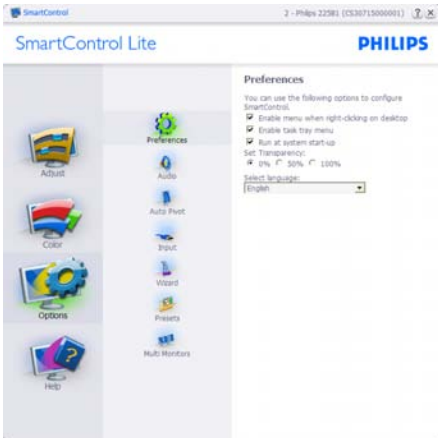 SmartControl
2 - Philips 225B1 (CS30715000001)
SmartControl Lite
PHILIPS
Adjust
Color
Options
Help
Preferences
Audio
Auto Pivot
Input
Wizard
Presets
Multi Monitors
Preferences
You can use the following options to configure
SmartControl.
Enable menu when right-clicking on desktop
Enable task tray menu
Run at system start-up
Set Transparency:
0% 50% 100%
Select language:
English